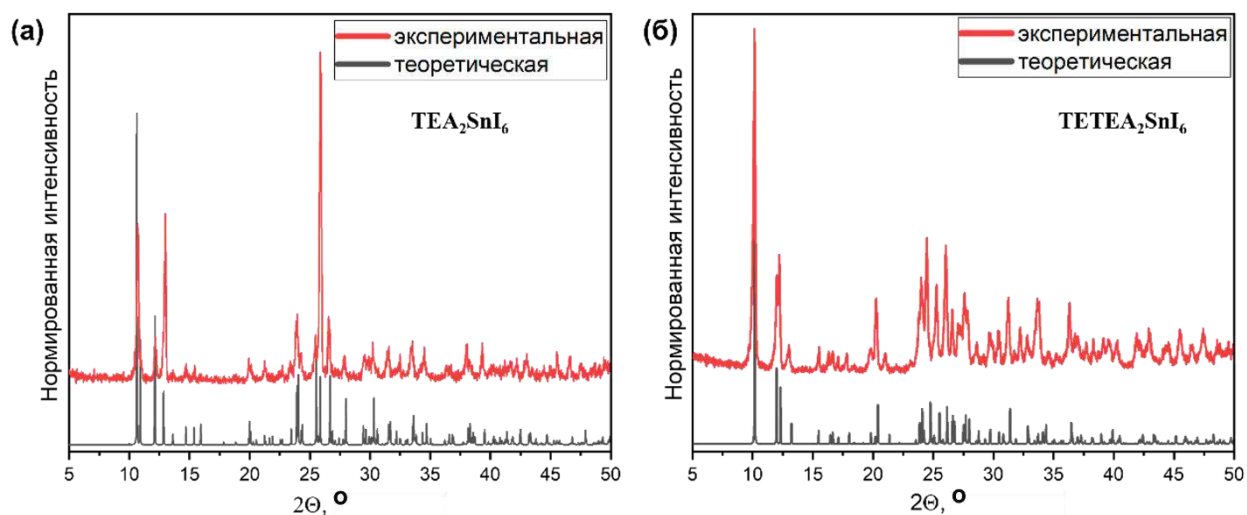 (а)
экспериментальная
теоретическая
TEA₂SnI₆
Нормированная интенсивность
5 10 15 20 25 30 35 40 45 50
2Θ, °
(б)
экспериментальная
теоретическая
TETEA₂SnI₆
Нормированная интенсивность
5 10 15 20 25 30 35 40 45 50
2Θ, °